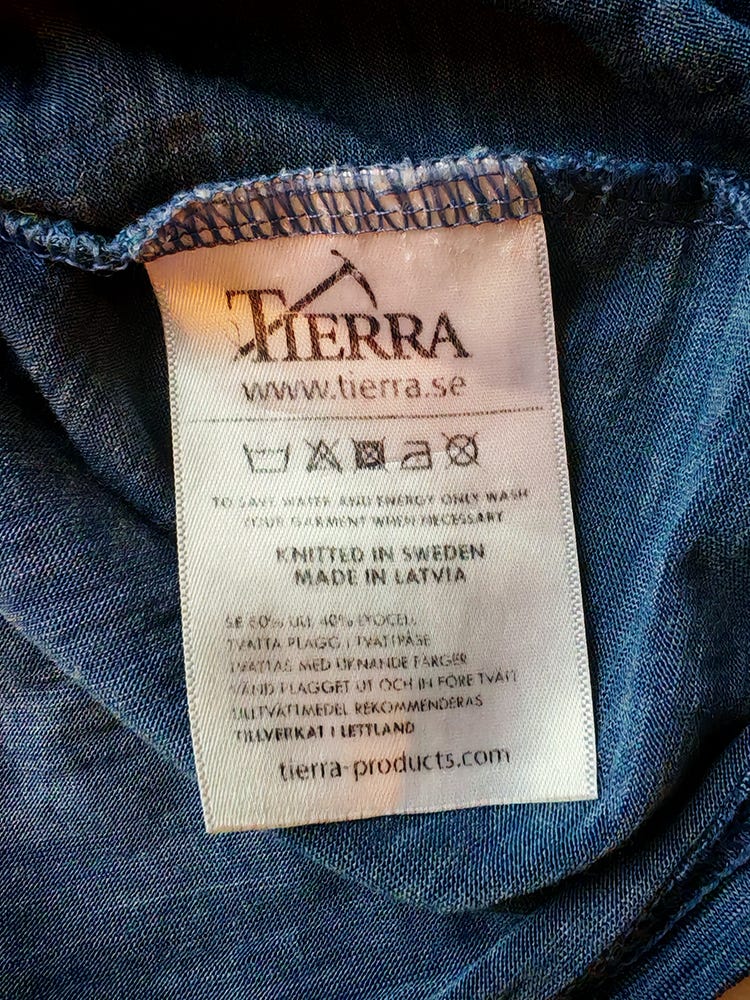 TIERRA
www.tierra.se
TO SAVE WATER AND ENERGY ONLY WASH
YOUR GARMENT WHEN NECESSARY
KNITTED IN SWEDEN
MADE IN LATVIA
SE 60% ULL 40% LYOCELL
TVÄTTA PLAGG I TVÄTTPÅSE
TVÄTTAS MED LIKNANDE FÄRGER
VÄND PLAGGET UT OCH IN FÖRE TVÄTT
ULLTVÄTTMEDEL REKOMMENDERAS
TILLVERKAT I LETTLAND
tierra-products.com